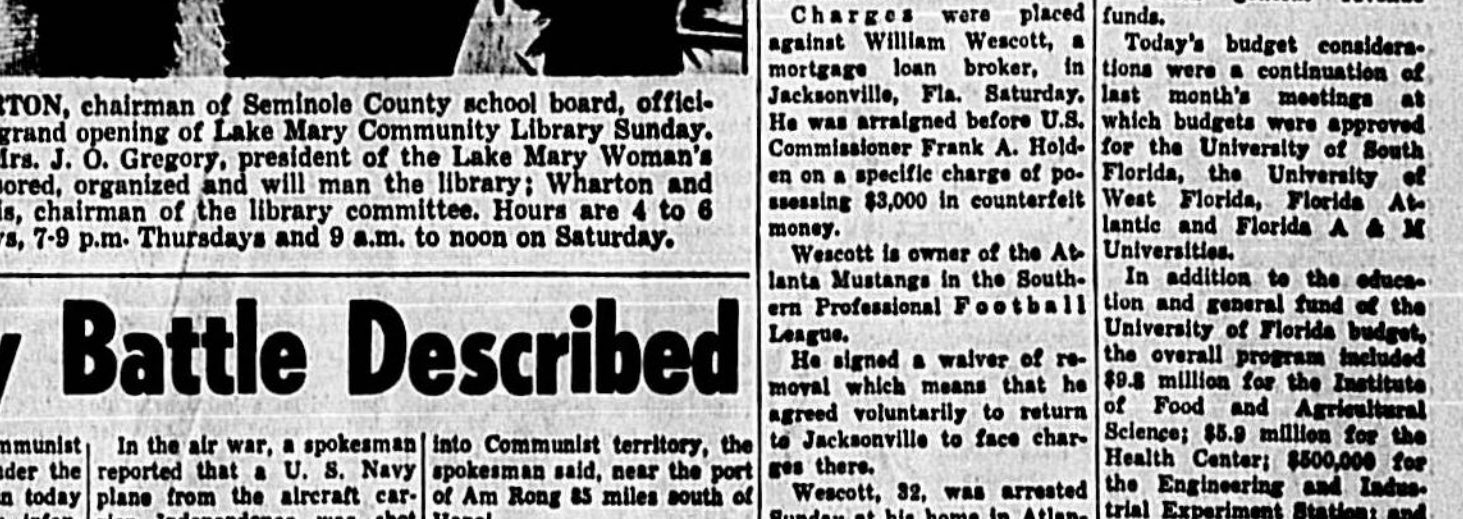 TON, chairman of Seminole County school board, offici-
grand opening of Lake Mary Community Library Sunday.
Mrs. J. O. Gregory, president of the Lake Mary Woman's
ored, organized and will man the library; Wharton and
is, chairman of the library committee. Hours are 4 to 6
7-9 p.m. Thursdays and 9 a.m. to noon on Saturday.
Battle Described
mmunist
der the
n today
In the air war, a spokesman
reported that a U. S. Navy
plane from the aircraft car-
Independence was shot
into Communist territory, the
spokesman said, near the port
of Am Rong 85 miles south of
Charges were placed
against William Wescott, a
mortgage loan broker, in
Jacksonville, Fla. Saturday.
He was arraigned before U.S.
Commissioner Frank A. Hold-
en on a specific charge of po-
ssessing $3,000 in counterfeit
money.
Wescott is owner of the At-
lanta Mustangs in the South-
ern Professional Football
League.
He signed a waiver of re-
moval which means that he
agreed voluntarily to return
to Jacksonville to face char-
ges there.
Wescott, 32, was arrested
Sunday at his home in Atlan-
funds.
Today's budget considera-
tions were a continuation of
last month's meetings at
which budgets were approved
for the University of South
Florida, the University of
West Florida, Florida At-
lantic and Florida A & M
Universities.
In addition to the educa-
tion and general fund of the
University of Florida budget,
the overall program included
$9.8 million for the Institute
of Food and Agricultural
Science; $5.9 million for the
Health Center; $500,000 for
the Engineering and Indus-
trial Experiment Station; and